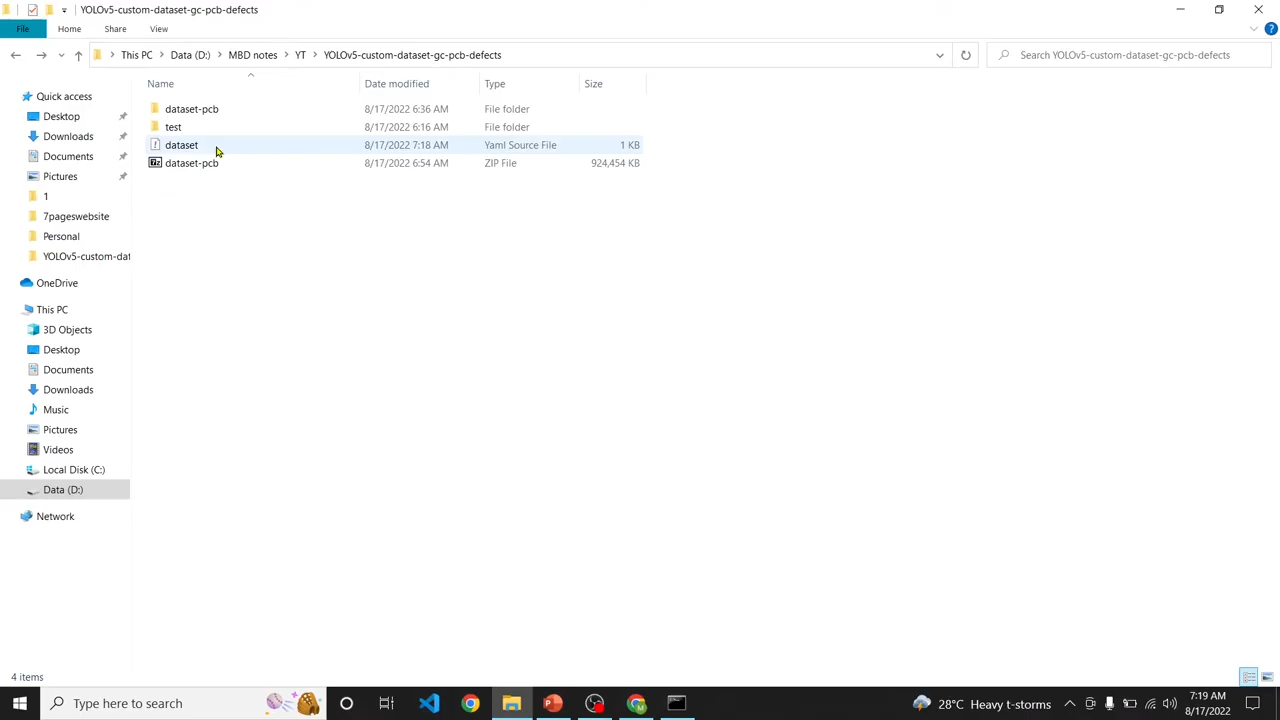 YOLOv5-custom-dataset-gc-pcb-defects
File Home Share View
This PC Data (D:) MBD notes YT YOLOv5-custom-dataset-gc-pcb-defects Search YOLOv5-custom-dataset-gc-pcb-defects
Name Date modified Type Size
dataset-pcb 8/17/2022 6:36 AM File folder
test 8/17/2022 6:16 AM File folder
dataset 8/17/2022 7:18 AM Yaml Source File 1 KB
dataset-pcb 8/17/2022 6:54 AM ZIP File 924,454 KB
Quick access
Desktop
Downloads
Documents
Pictures
1
7pageswebsite
Personal
YOLOv5-custom-dat
OneDrive
This PC
3D Objects
Desktop
Documents
Downloads
Music
Pictures
Videos
Local Disk (C:)
Data (D:)
Network
4 items
Type here to search
28°C Heavy t-storms
7:19 AM
8/17/2022